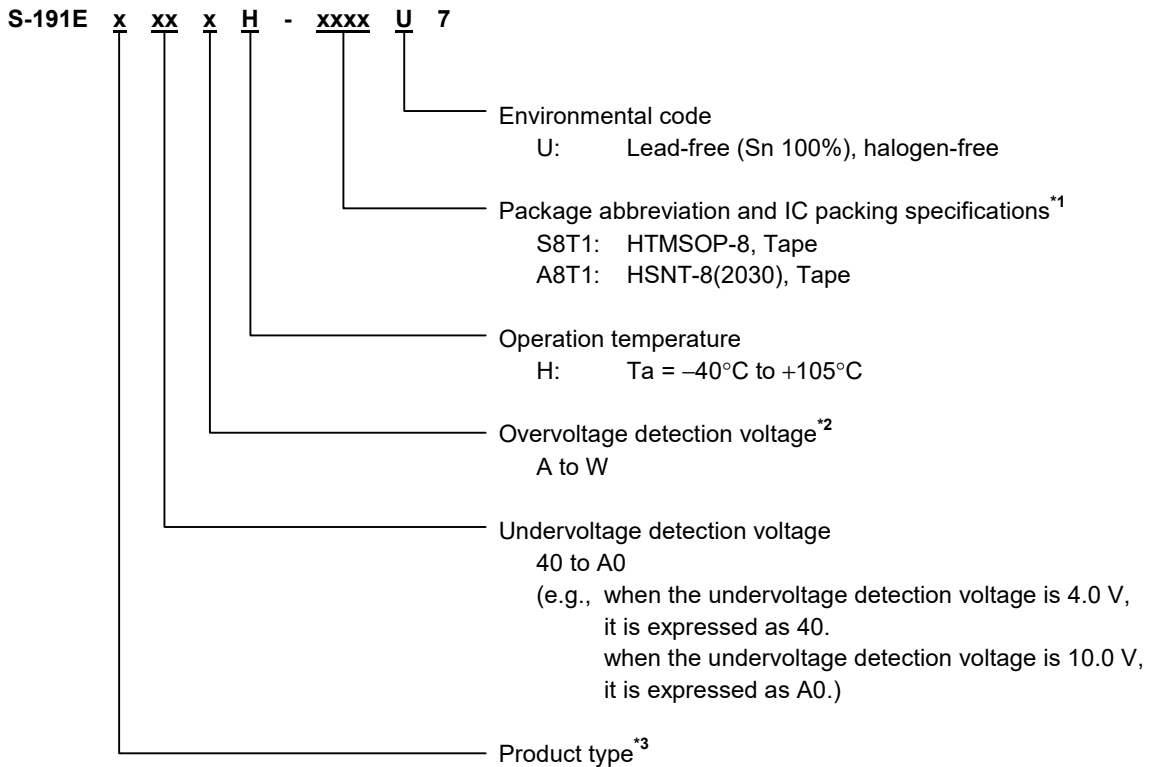 S-191E x xx x H - xxxx U 7
Environmental code
U: Lead-free (Sn 100%), halogen-free
Package abbreviation and IC packing specifications*1
S8T1: HTMSOP-8, Tape
A8T1: HSNT-8(2030), Tape
Operation temperature
H: Ta = −40°C to +105°C
Overvoltage detection voltage*2
A to W
Undervoltage detection voltage
40 to A0
(e.g., when the undervoltage detection voltage is 4.0 V,
it is expressed as 40.
when the undervoltage detection voltage is 10.0 V,
it is expressed as A0.)
Product type*3